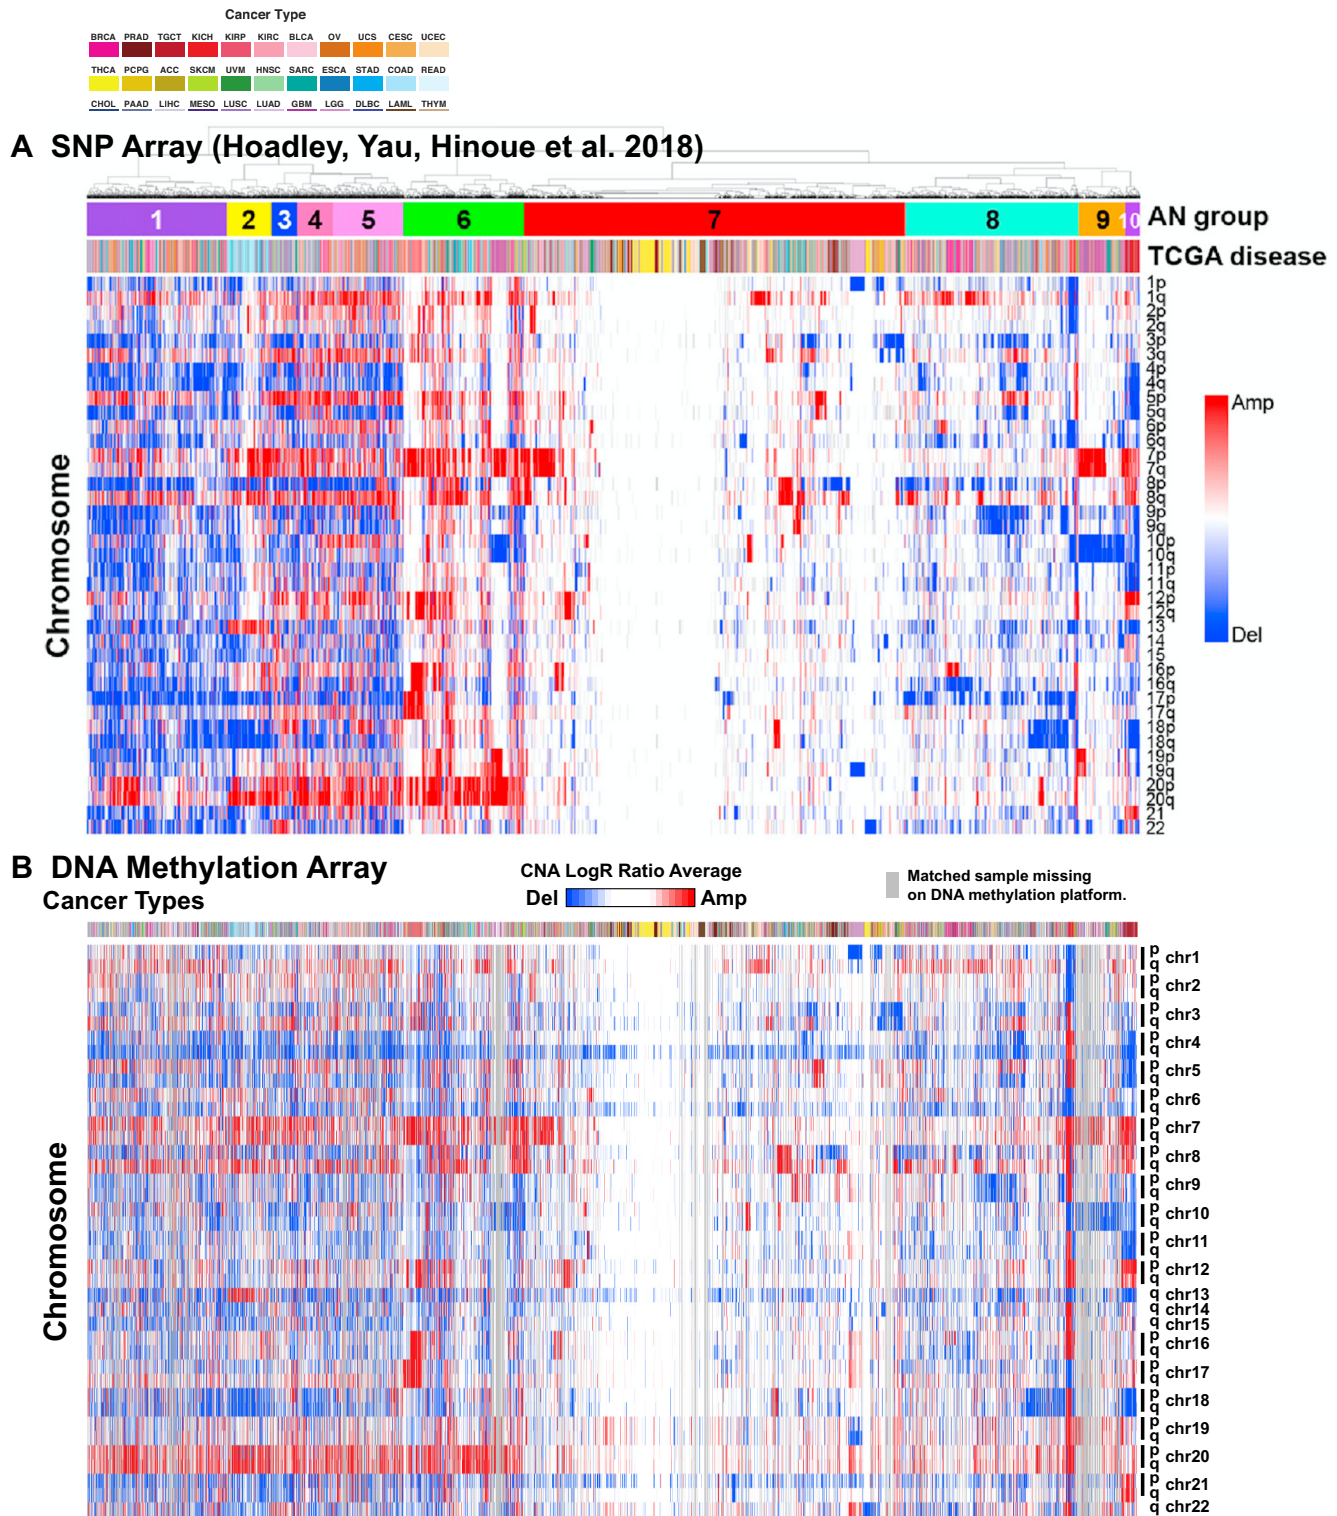 Cancer Type
BRCA PRAD TGCT KICH KIRP KIRC BLCA OV UCS CESC UCEC
THCA PCPG ACC SKCM UVM HNSC SARC ESCA STAD COAD READ
CHOL PAAD LIHC MESO LUSC LUAD GBM LGG DLBC LAML THYM
A SNP Array (Hoadley, Yau, Hinoue et al. 2018)
1 2 3 4 5 6 7 8 9 10 AN group
TCGA disease
1p
1q
2p
2q
3p
3q
4p
4q
5p
5q
6p
6q
7p
7q
8p
8q
9p
9q
10p
10q
11p
11q
12p
12q
13
14
15
16p
16q
17p
17q
18p
18q
19p
19q
20p
20q
21
22
Chromosome
Amp
Del
B DNA Methylation Array
Cancer Types
CNA LogR Ratio Average
Del Amp
Matched sample missing
on DNA methylation platform.
Chromosome
p
q chr1
p
q chr2
p
q chr3
p
q chr4
p
q chr5
p
q chr6
p
q chr7
p
q chr8
p
q chr9
p
q chr10
p
q chr11
p
q chr12
q chr13
q chr14
q chr15
p
q chr16
p
q chr17
p
q chr18
p
q chr19
p
q chr20
p
q chr21
q chr22